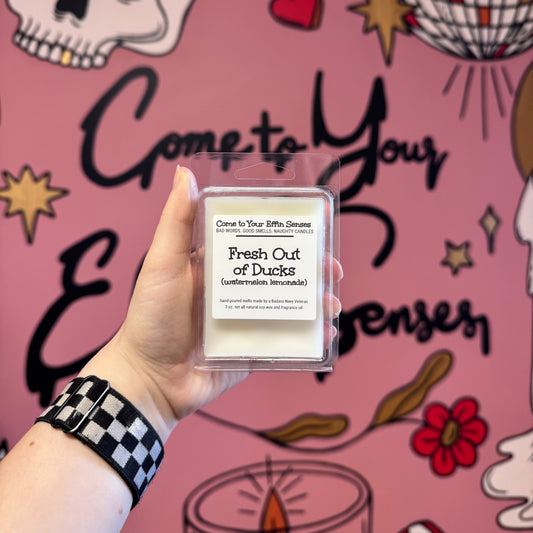 Come to Your
E
Senses
Come to Your Effin Senses
BAD WORDS. GOOD SMELLS. NAUGHTY CANDLES
Fresh Out
of Ducks
(watermelon lemonade)
hand-poured melts made by a Badass Navy Veteran
3 oz. net all natural soy wax and fragrance oil.